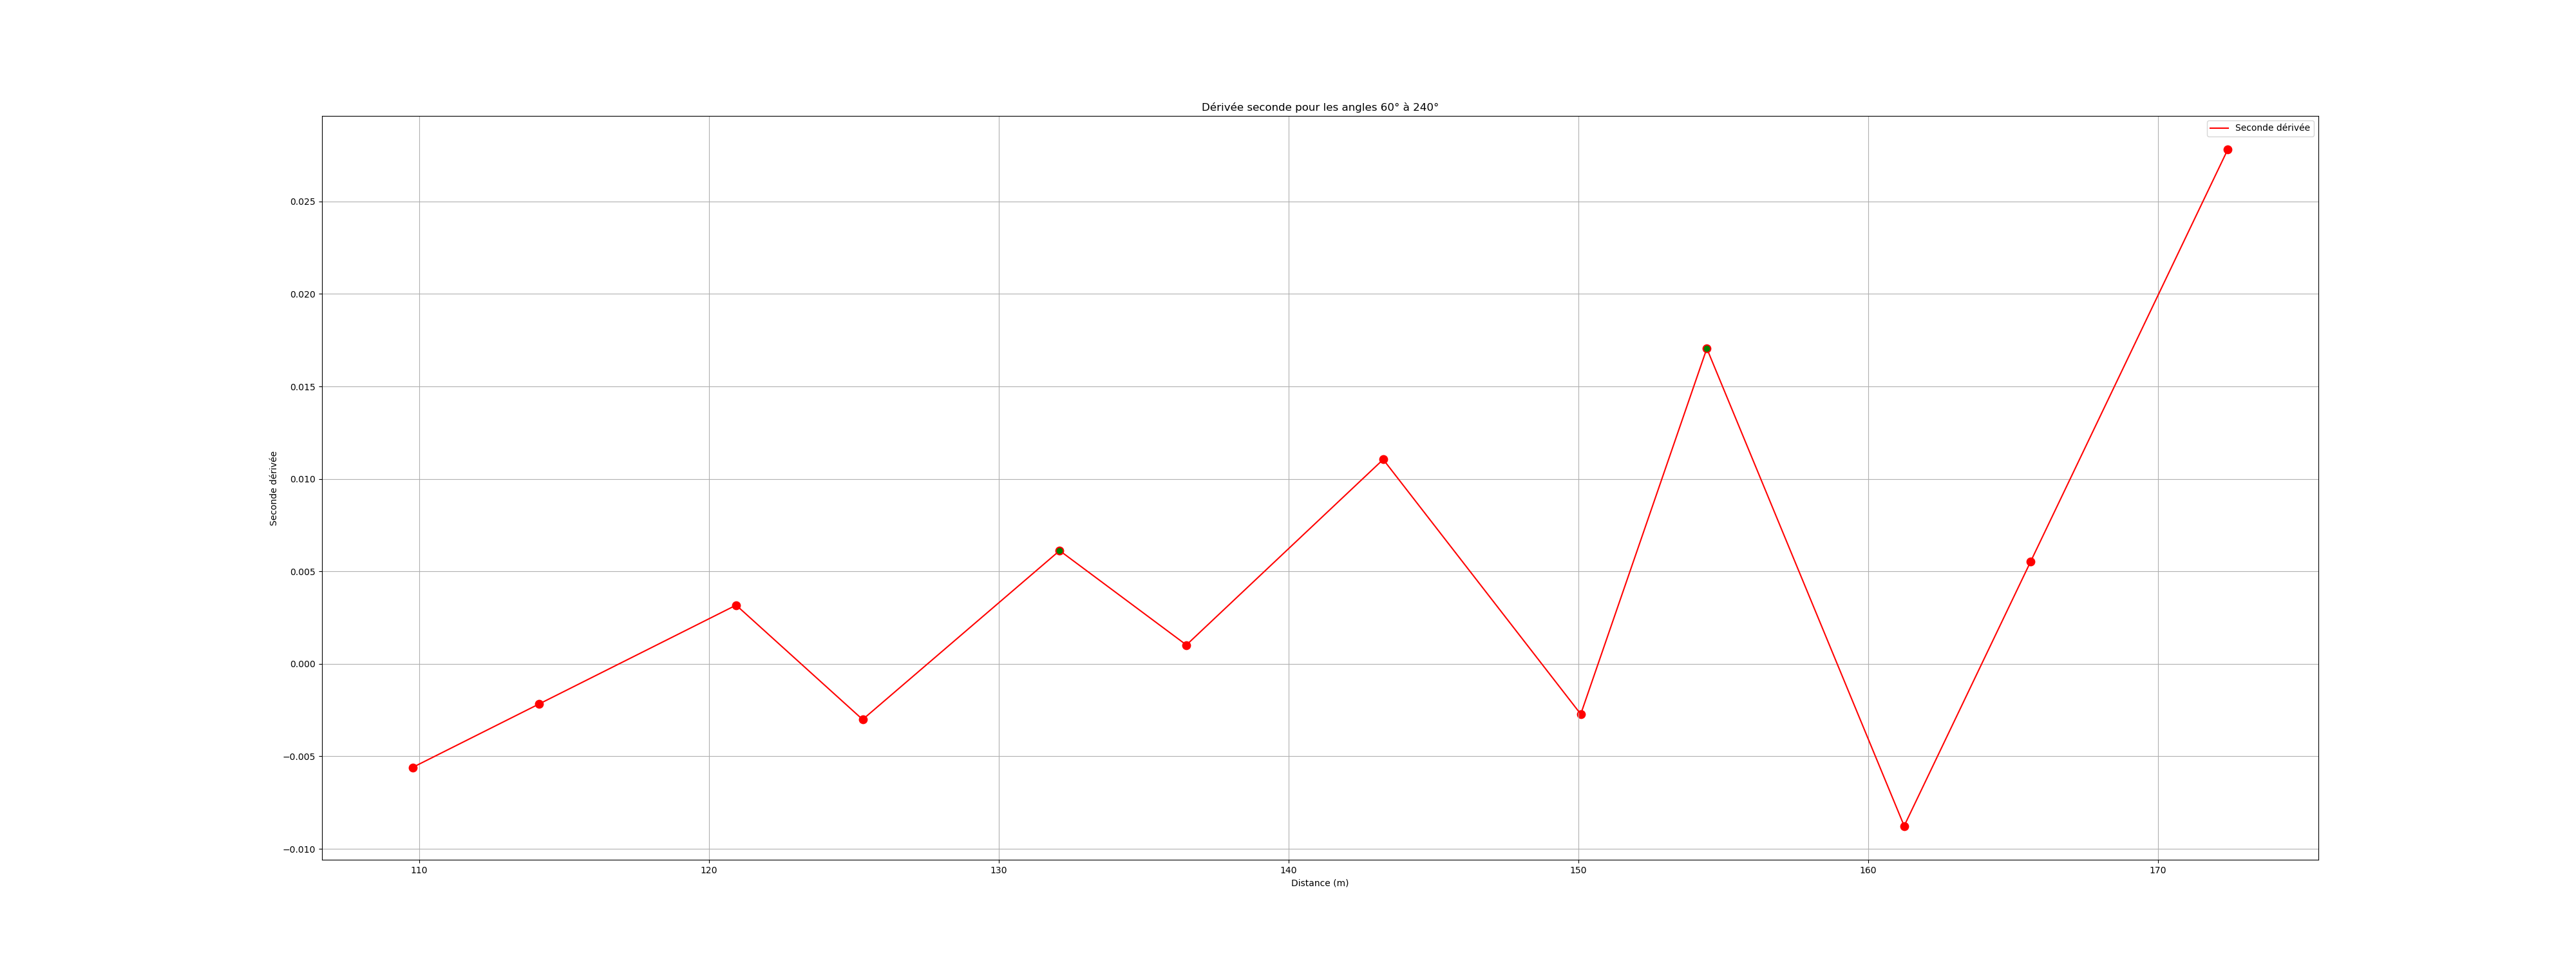 Dérivée seconde pour les angles 60° à 240°
Seconde dérivée
0.025
0.020
0.015
0.010
0.005
0.000
−0.005
−0.010
Seconde dérivée
110 120 130 140 150 160 170
Distance (m)